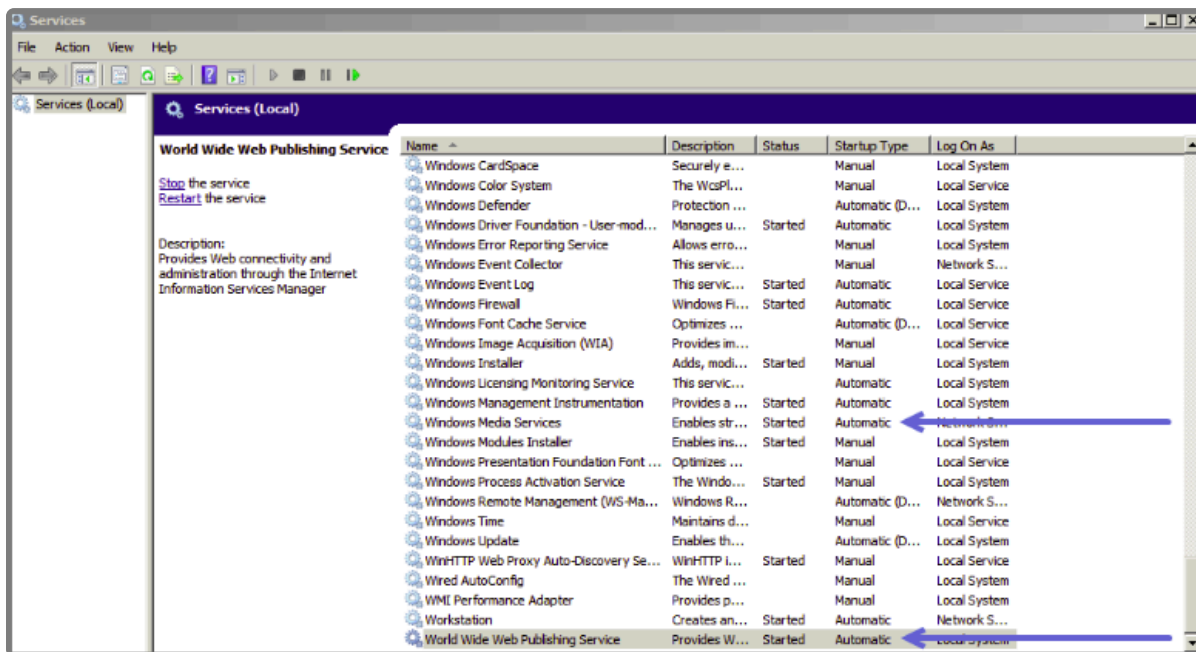 Services
File Action View Help
Services (Local)
Services (Local)
World Wide Web Publishing Service
Stop the service
Restart the service
Description:
Provides Web connectivity and
administration through the Internet
Information Services Manager
Name Description Status Startup Type Log On As
Windows CardSpace Securely e... Manual Local System
Windows Color System The WcsPl... Manual Local Service
Windows Defender Protection ... Automatic (D... Local System
Windows Driver Foundation - User-mod... Manages u... Started Automatic Local System
Windows Error Reporting Service Allows erro... Manual Local System
Windows Event Collector This servic... Manual Network S...
Windows Event Log This servic... Started Automatic Local Service
Windows Firewall Windows Fi... Started Automatic Local Service
Windows Font Cache Service Optimizes ... Automatic (D... Local Service
Windows Image Acquisition (WIA) Provides im... Manual Local Service
Windows Installer Adds, modi... Started Manual Local System
Windows Licensing Monitoring Service This servic... Automatic Local System
Windows Management Instrumentation Provides a ... Started Automatic Local System
Windows Media Services Enables str... Started Automatic Network S...
Windows Modules Installer Enables ins... Started Manual Local System
Windows Presentation Foundation Font ... Optimizes ... Manual Local Service
Windows Process Activation Service The Windo... Started Manual Local System
Windows Remote Management (WS-Ma... Windows R... Automatic (D... Network S...
Windows Time Maintains d... Manual Local Service
Windows Update Enables th... Automatic (D... Local System
WinHTTP Web Proxy Auto-Discovery Se... WinHTTP i... Started Manual Local Service
Wired AutoConfig The Wired ... Manual Local System
WMI Performance Adapter Provides p... Manual Local System
Workstation Creates an... Started Automatic Network S...
World Wide Web Publishing Service Provides W... Started Automatic Local System